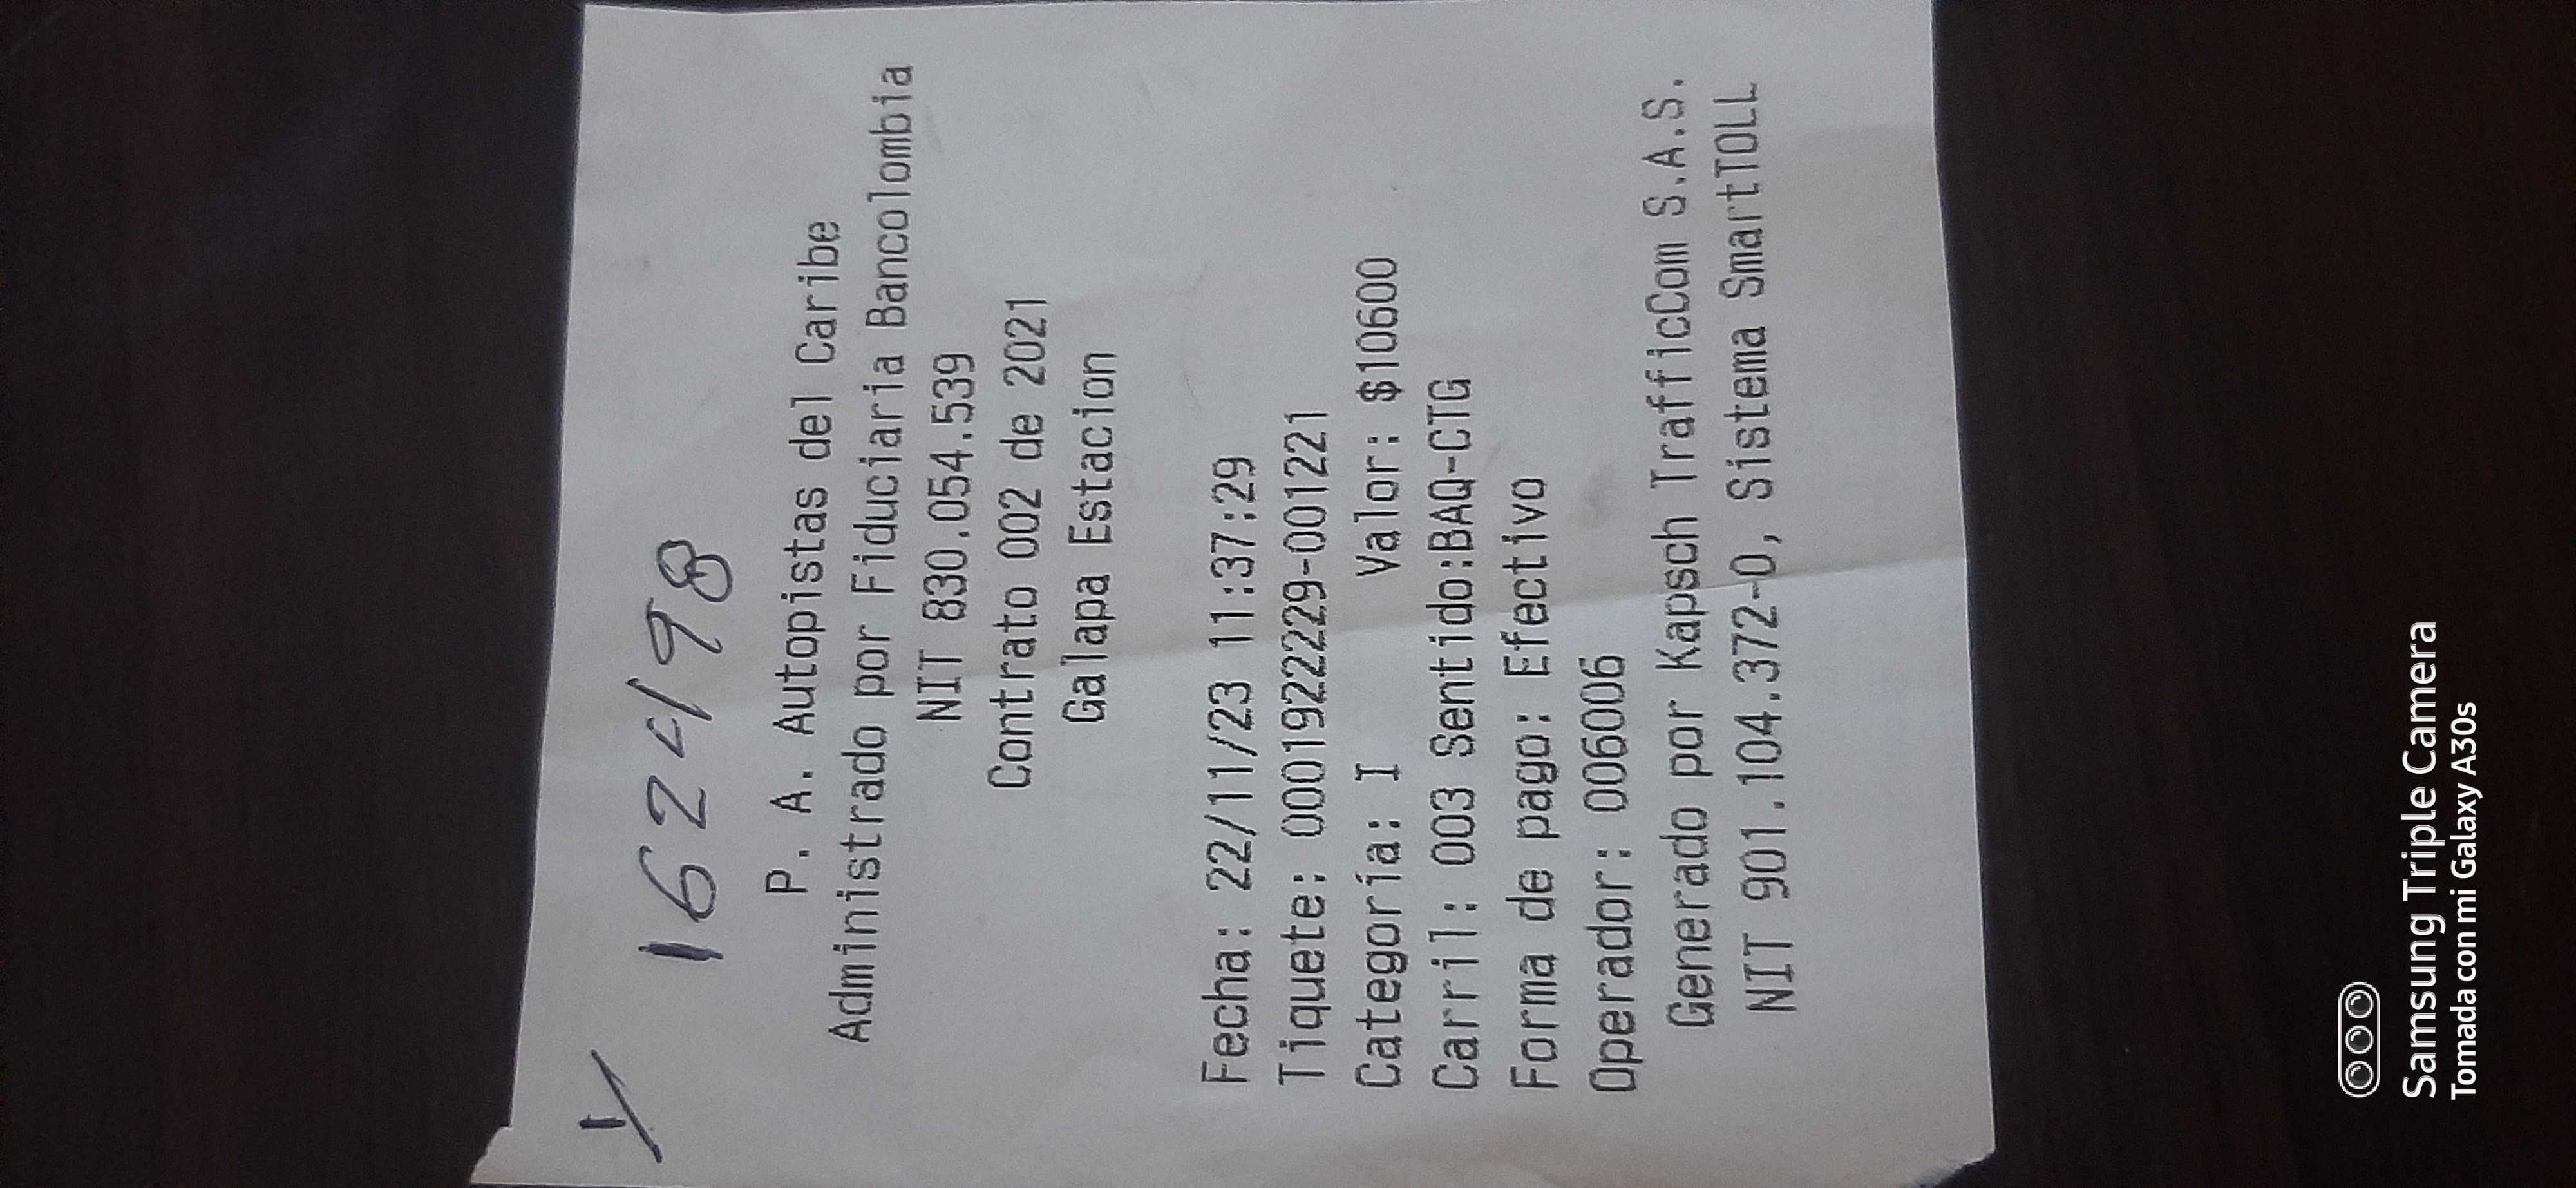 1/ 162498
P. A. Autopistas del Caribe
Administrado por Fiduciaria Bancolombia
NIT 830.054.539
Contrato 002 de 2021
Galapa Estacion
Fecha: 22/11/23 11:37:29
Tiquete: 000192229-001221
Categoría: I Valor: $10600
Carril: 003 Sentido:BAQ-CTG
Forma de pago: Efectivo
Operador: 006006
Generado por Kapsch TrafficCom S.A.S.
NIT 901.104.372-0, Sistema SmartTOLL
Samsung Triple Camera
Tomada con mi Galaxy A30s